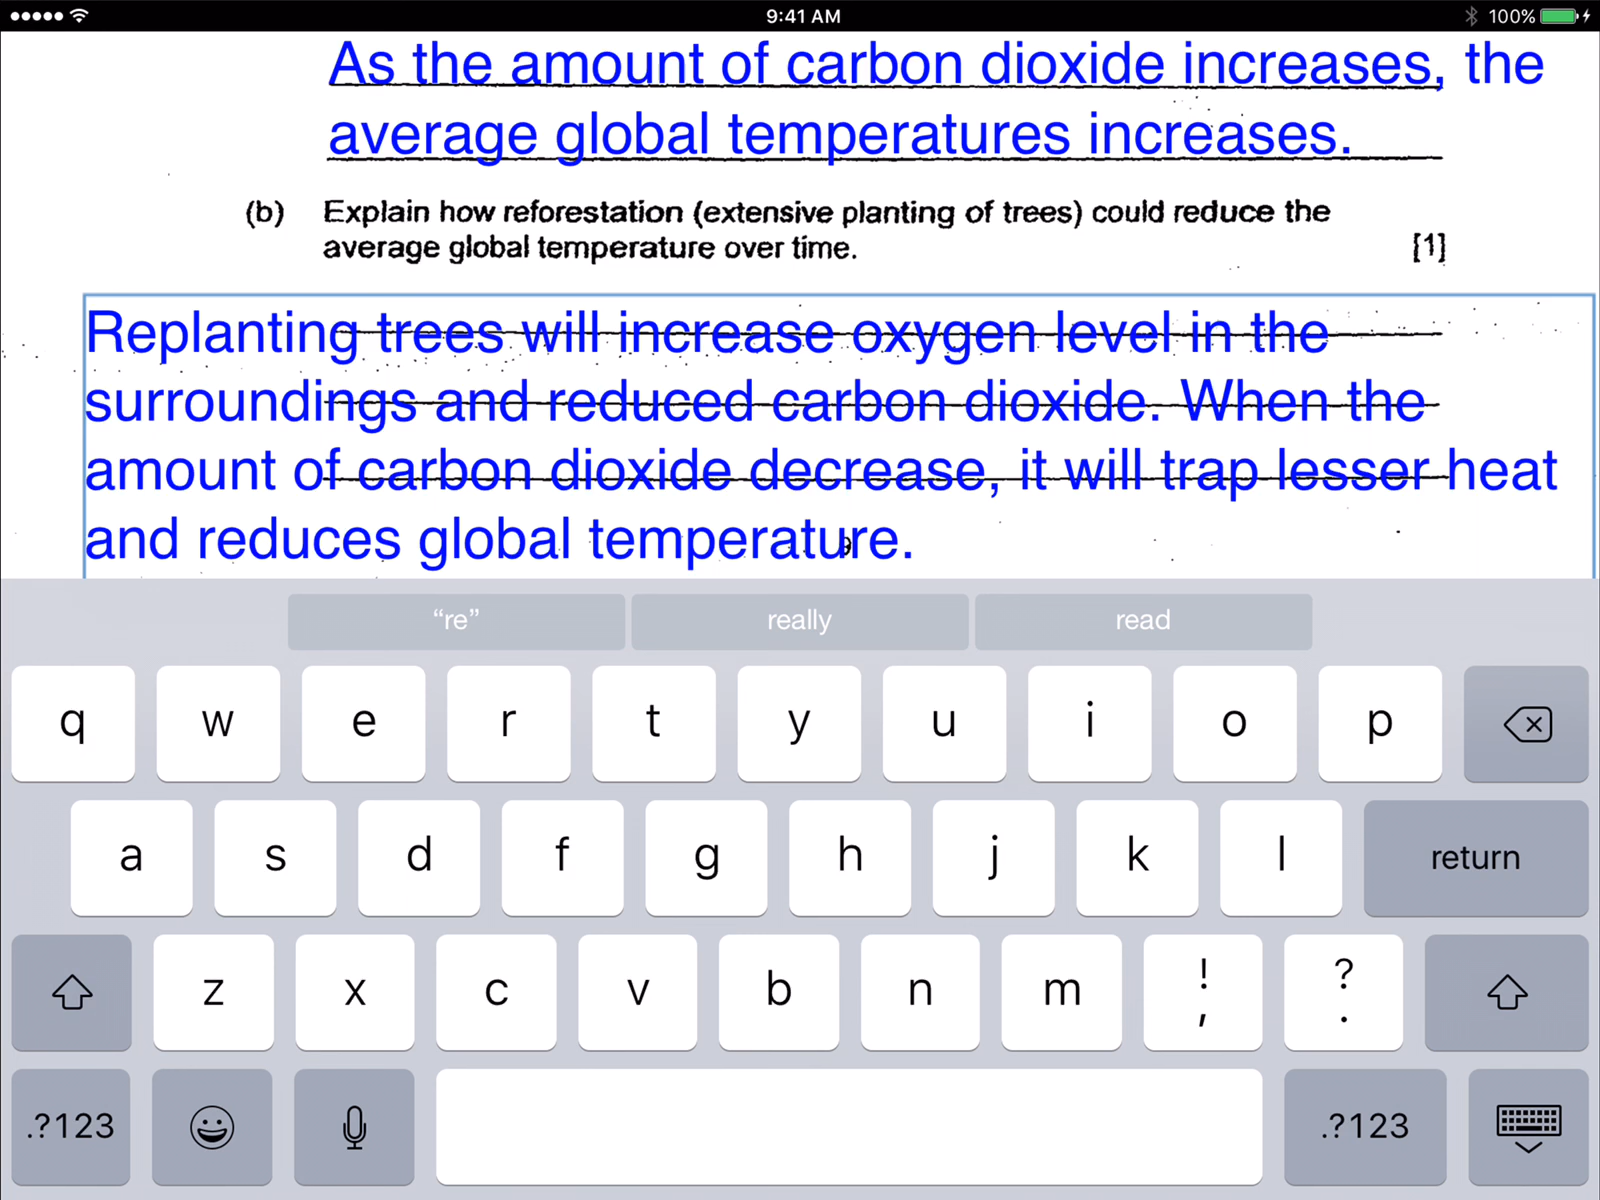 9:41 AM
100%
As the amount of carbon dioxide increases, the
average global temperatures increases.
(b) Explain how reforestation (extensive planting of trees) could reduce the
average global temperature over time. [1]
Replanting trees will increase oxygen level in the
surroundings and reduced carbon dioxide. When the
amount of carbon dioxide decrease, it will trap lesser heat
and reduces global temperature.
“re” really read
q w e r t y u i o p
a s d f g h j k l return
z x c v b n m ! , ? .
.?123 .?123